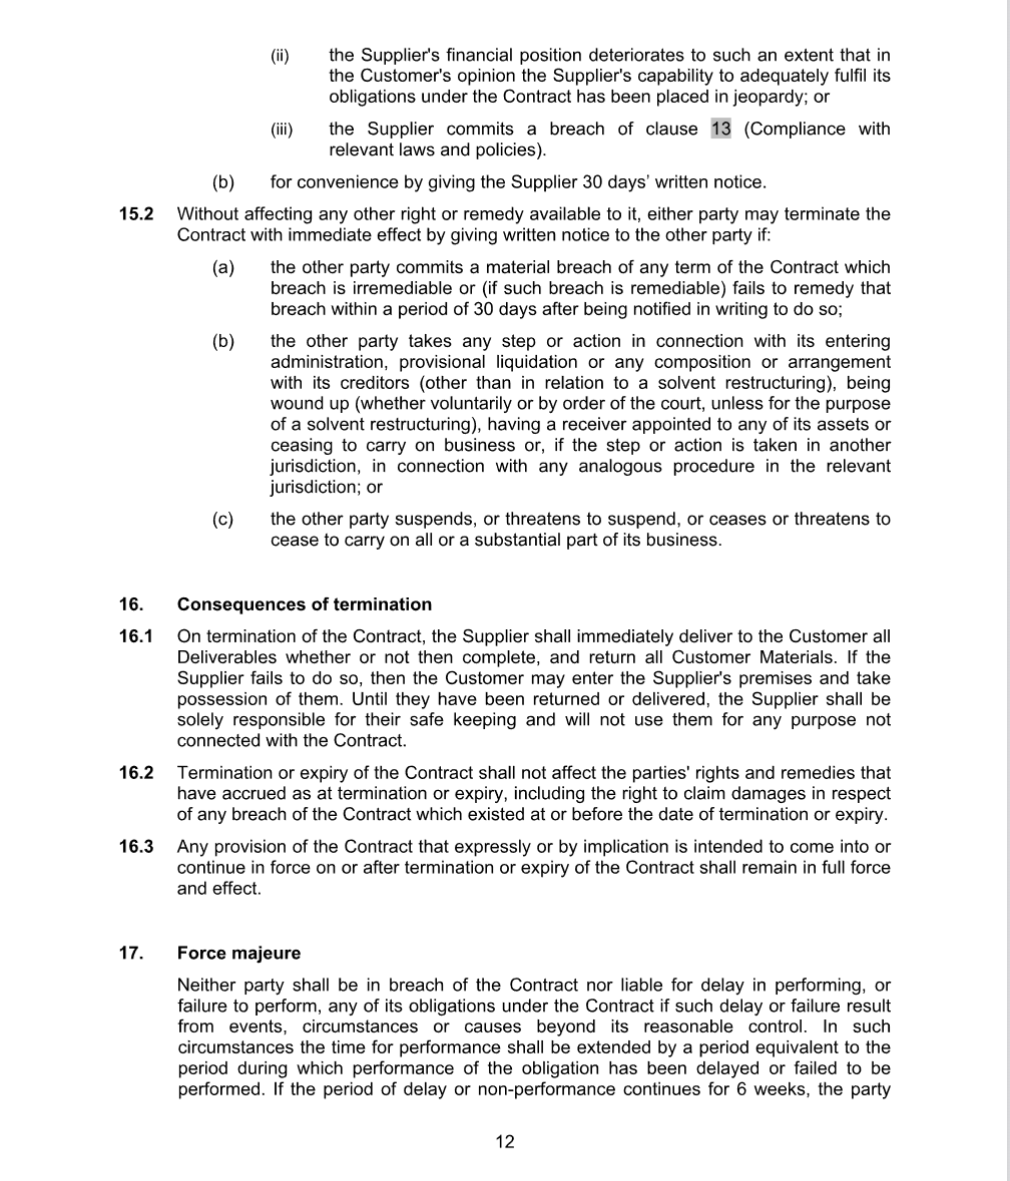 (ii) the Supplier's financial position deteriorates to such an extent that in
the Customer's opinion the Supplier's capability to adequately fulfil its
obligations under the Contract has been placed in jeopardy; or
(iii) the Supplier commits a breach of clause 13 (Compliance with
relevant laws and policies).
(b) for convenience by giving the Supplier 30 days' written notice.
15.2 Without affecting any other right or remedy available to it, either party may terminate the
Contract with immediate effect by giving written notice to the other party if:
(a) the other party commits a material breach of any term of the Contract which
breach is irremediable or (if such breach is remediable) fails to remedy that
breach within a period of 30 days after being notified in writing to do so;
(b) the other party takes any step or action in connection with its entering
administration, provisional liquidation or any composition or arrangement
with its creditors (other than in relation to a solvent restructuring), being
wound up (whether voluntarily or by order of the court, unless for the purpose
of a solvent restructuring), having a receiver appointed to any of its assets or
ceasing to carry on business or, if the step or action is taken in another
jurisdiction, in connection with any analogous procedure in the relevant
jurisdiction; or
(c) the other party suspends, or threatens to suspend, or ceases or threatens to
cease to carry on all or a substantial part of its business.
16. Consequences of termination
16.1 On termination of the Contract, the Supplier shall immediately deliver to the Customer all
Deliverables whether or not then complete, and return all Customer Materials. If the
Supplier fails to do so, then the Customer may enter the Supplier's premises and take
possession of them. Until they have been returned or delivered, the Supplier shall be
solely responsible for their safe keeping and will not use them for any purpose not
connected with the Contract.
16.2 Termination or expiry of the Contract shall not affect the parties' rights and remedies that
have accrued as at termination or expiry, including the right to claim damages in respect
of any breach of the Contract which existed at or before the date of termination or expiry.
16.3 Any provision of the Contract that expressly or by implication is intended to come into or
continue in force on or after termination or expiry of the Contract shall remain in full force
and effect.
17. Force majeure
Neither party shall be in breach of the Contract nor liable for delay in performing, or
failure to perform, any of its obligations under the Contract if such delay or failure result
from events, circumstances or causes beyond its reasonable control. In such
circumstances the time for performance shall be extended by a period equivalent to the
period during which performance of the obligation has been delayed or failed to be
performed. If the period of delay or non-performance continues for 6 weeks, the party
12